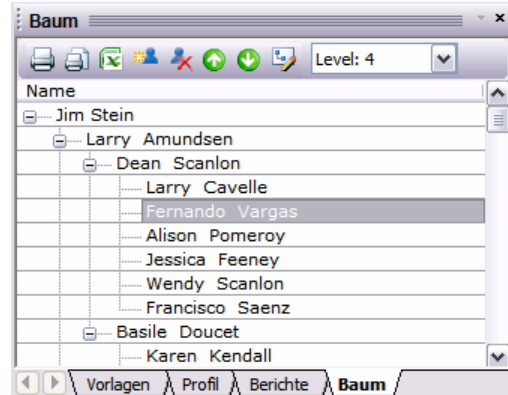 Baum
Level: 4
Name
Jim Stein
Larry Amundsen
Dean Scanlon
Larry Cavelle
Fernando Vargas
Alison Pomeroy
Jessica Feeney
Wendy Scanlon
Francisco Saenz
Basile Doucet
Karen Kendall
Vorlagen Profil Berichte Baum